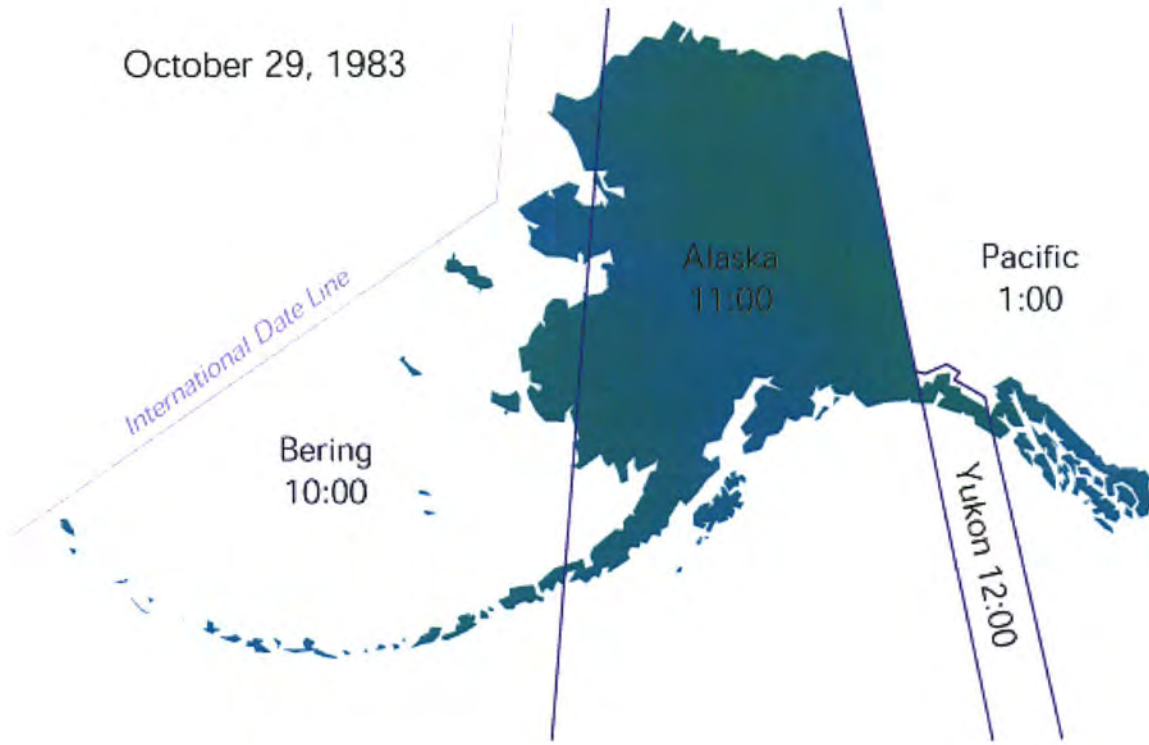 October 29, 1983
International Date Line
Alaska
11:00
Pacific
1:00
Bering
10:00
Yukon 12:00